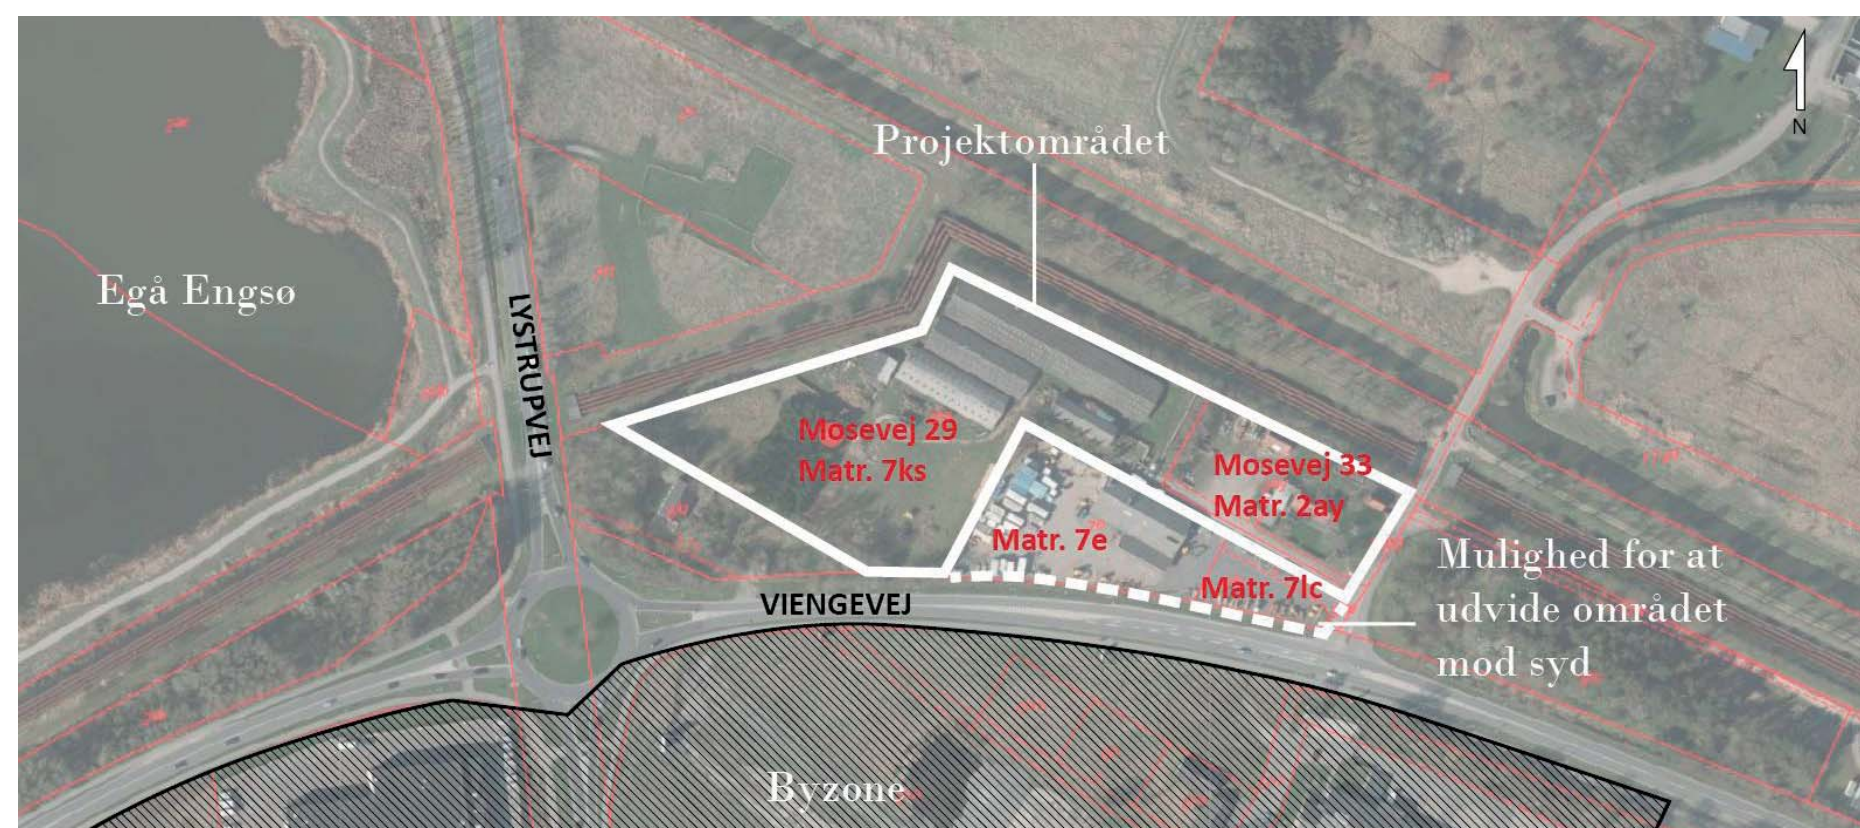 N
Projektområdet
Egå Engsø
LYSTRUPVEJ
Mosevej 29
Matr. 7ks
Mosevej 33
Matr. 2ay
Matr. 7e
Matr. 7lc
Mulighed for at
udvide området
mod syd
VIENGEVEJ
Byzone